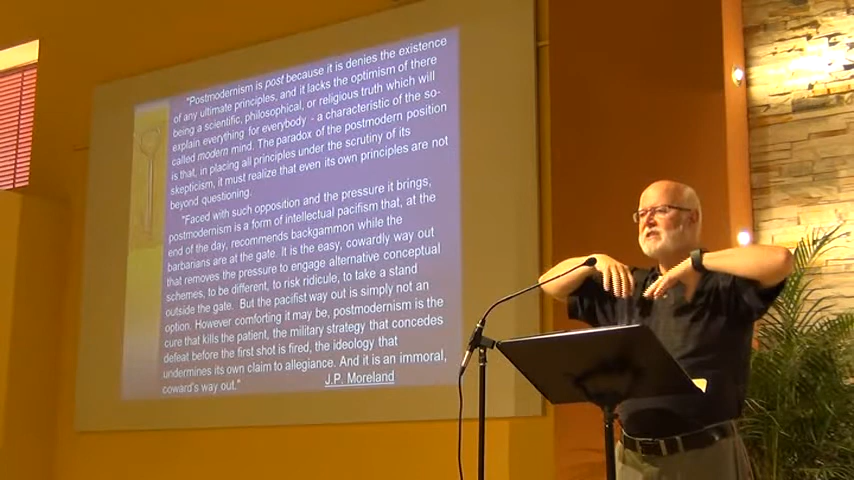 "Postmodernism is post because it is denies the existence
of any ultimate principles, and it lacks the optimism of there
being a scientific, philosophical, or religious truth which will
explain everything for everybody - a characteristic of the so-
called modern mind. The paradox of the postmodern position
is that, in placing all principles under the scrutiny of its
skepticism, it must realize that even its own principles are not
beyond questioning.
"Faced with such opposition and the pressure it brings,
postmodernism is a form of intellectual pacifism that, at the
end of the day, recommends backgammon while the
barbarians are at the gate. It is the easy, cowardly way out
that removes the pressure to engage alternative conceptual
schemes, to be different, to risk ridicule, to take a stand
outside the gate. But the pacifist way out is simply not an
option. However comforting it may be, postmodernism is the
cure that kills the patient, the military strategy that concedes
defeat before the first shot is fired, the ideology that
undermines its own claim to allegiance. And it is an immoral,
coward's way out."
J.P. Moreland